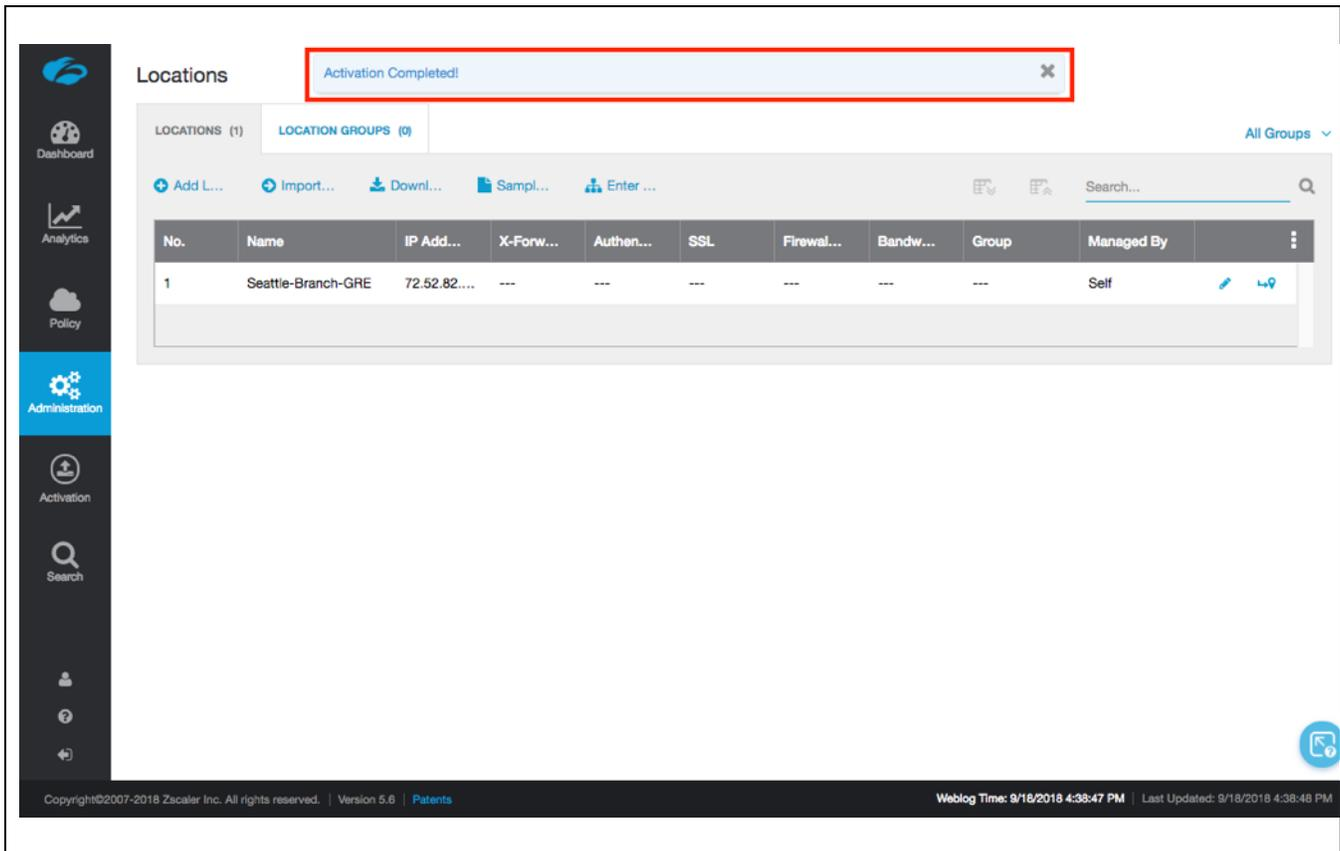 Locations
Activation Completed!
LOCATIONS (1)
LOCATION GROUPS (0)
All Groups
Add L...
Import...
Downl...
Sampl...
Enter ...
Search...
No. Name IP Add... X-Forw... Authen... SSL Firewal... Bandw... Group Managed By
1 Seattle-Branch-GRE 72.52.82.... --- --- --- --- --- --- Self
Dashboard
Analytics
Policy
Administration
Activation
Search
Copyright©2007-2018 Zscaler Inc. All rights reserved. | Version 5.6 | Patents
Weblog Time: 9/18/2018 4:38:47 PM | Last Updated: 9/18/2018 4:38:48 PM